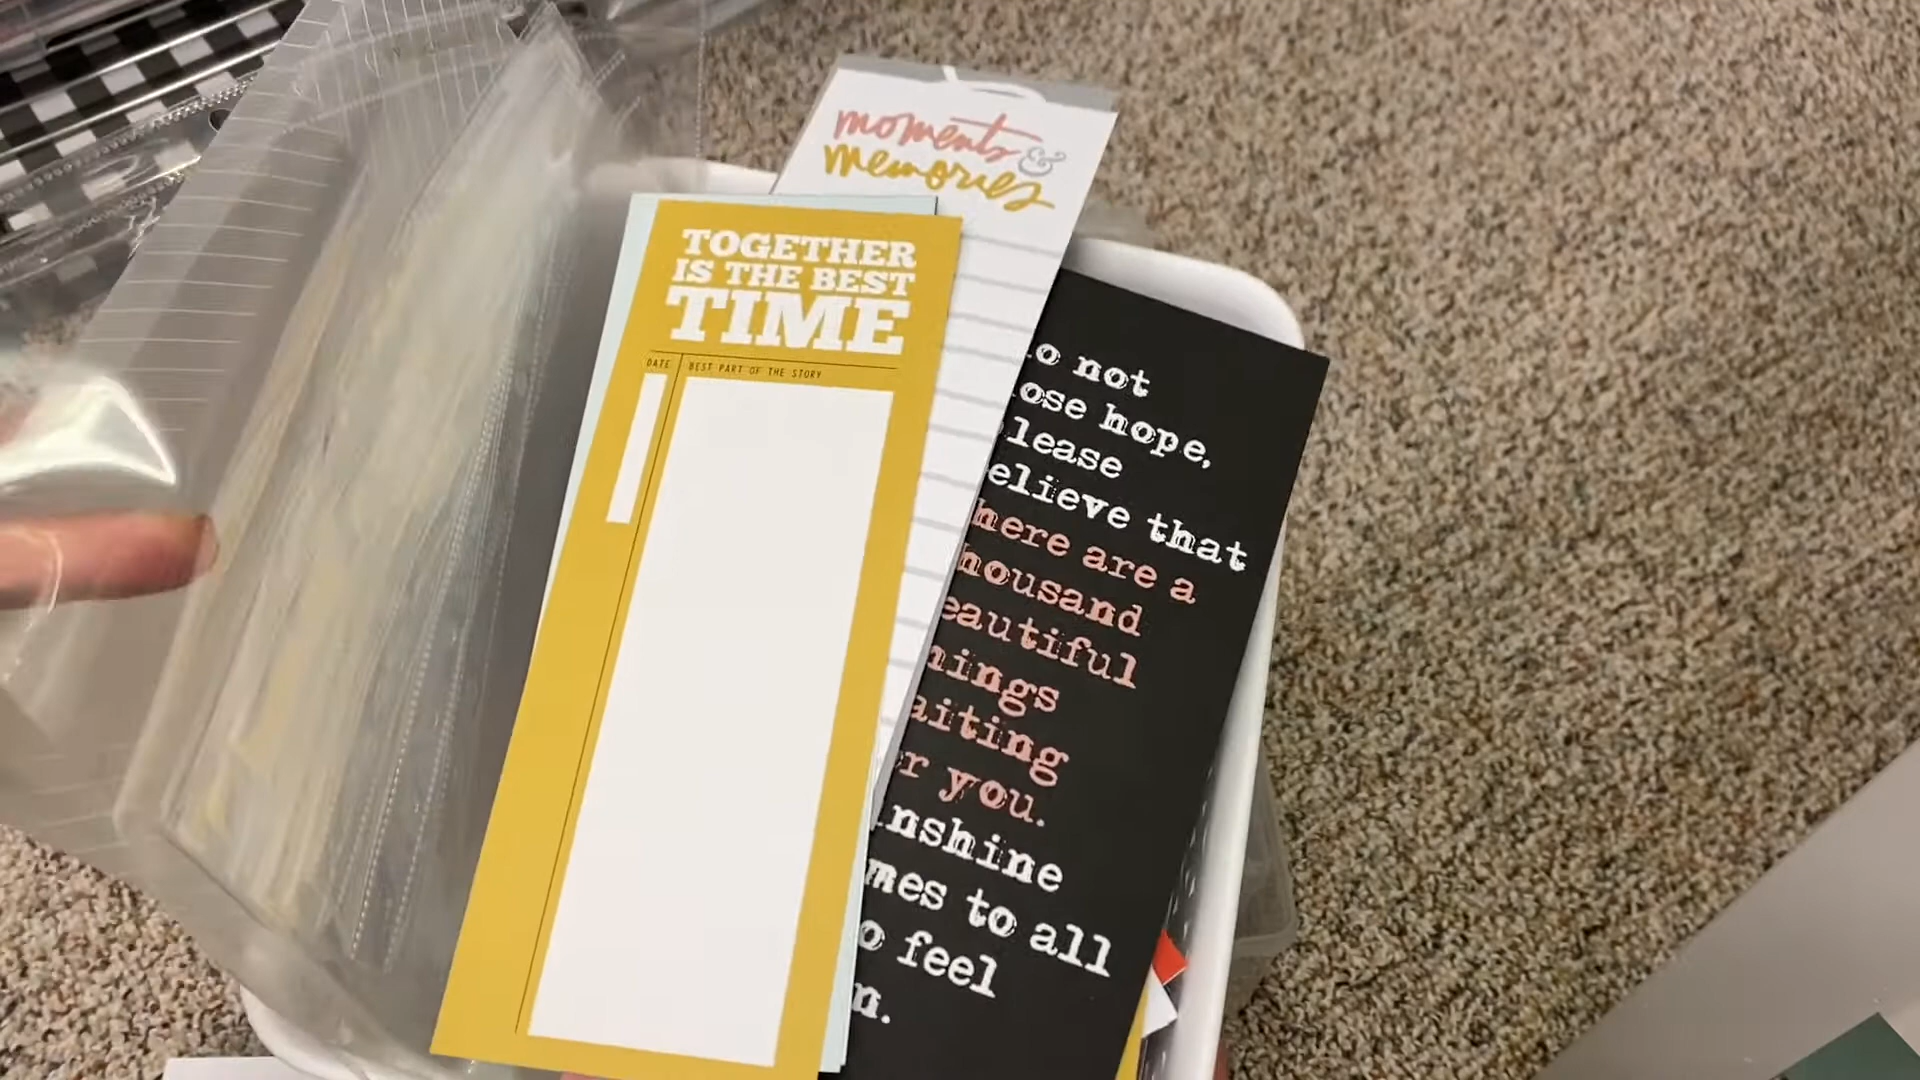 moments &
memories
TOGETHER
IS THE BEST
TIME
DATE
BEST PART OF THE STORY
o not
ose hope,
lease
elieve that
here are a
housand
eautiful
hings
aiting
r you.
nshine
mes to all
o feel
n.